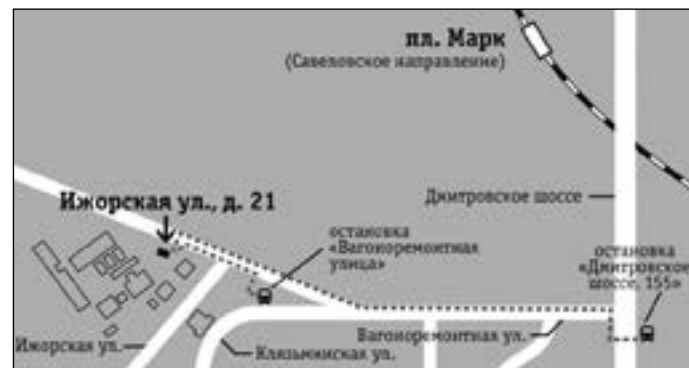 пл. Марк
(Савеловское направление)
Дмитровское шоссе
Ижорская ул., д. 21
остановка
«Вагоноремонтная
улица»
остановка
«Дмитровское
шоссе, 155»
Вагоноремонтная ул.
Ижорская ул.
Клязьминская ул.